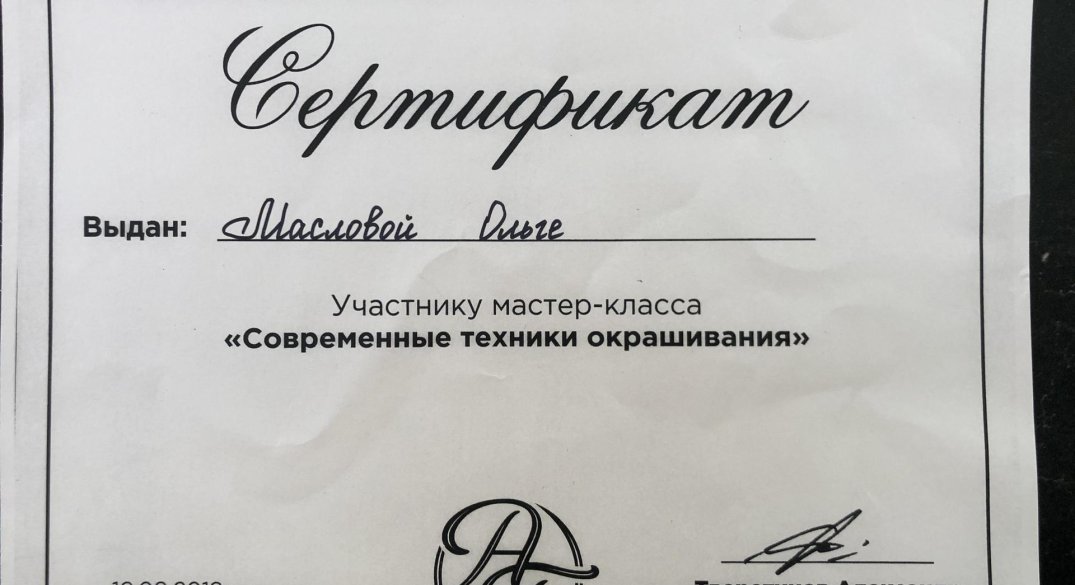 Сертификат
Выдан: Масловой Ольге
Участнику мастер-класса
«Современные техники окрашивания»